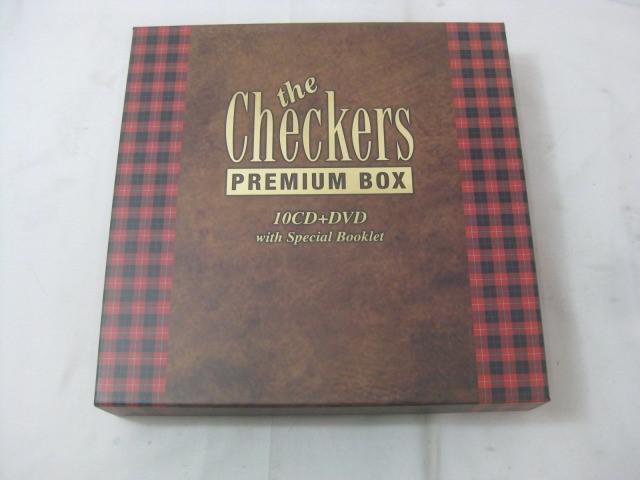 the
Checkers
PREMIUM BOX
10CD+DVD
with Special Booklet